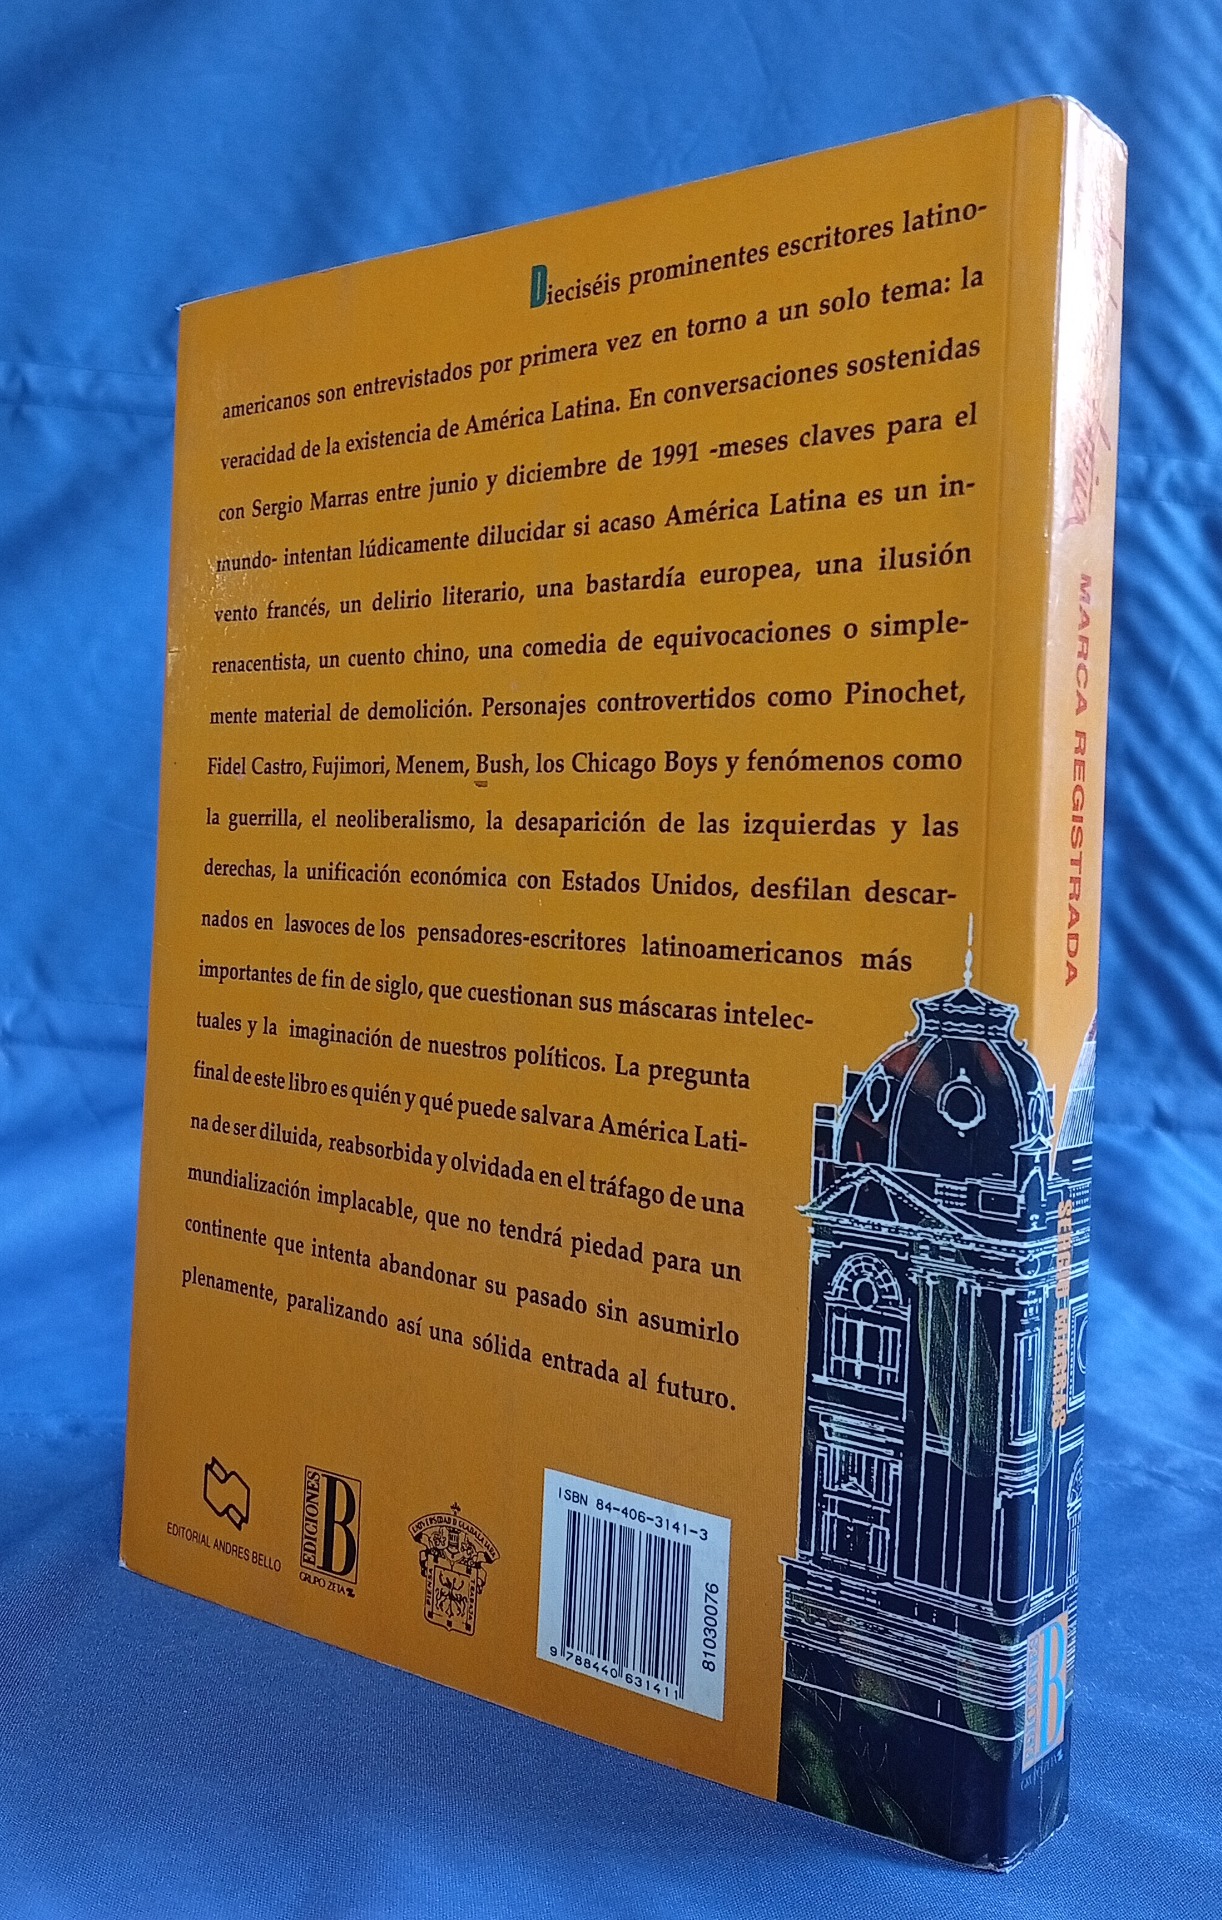 Dieciséis prominentes escritores latino-
americanos son entrevistados por primera vez en torno a un solo tema: la
veracidad de la existencia de América Latina. En conversaciones sostenidas
con Sergio Marras entre junio y diciembre de 1991 -meses claves para el
mundo- intentan lúdicamente dilucidar si acaso América Latina es un in-
vento francés, un delirio literario, una bastardía europea, una ilusión
renacentista, un cuento chino, una comedia de equivocaciones o simple-
mente material de demolición. Personajes controvertidos como Pinochet,
Fidel Castro, Fujimori, Menem, Bush, los Chicago Boys y fenómenos como
la guerrilla, el neoliberalismo, la desaparición de las izquierdas y las
derechas, la unificación económica con Estados Unidos, desfilan descar-
nados en lasvoces de los pensadores-escritores latinoamericanos más
importantes de fin de siglo, que cuestionan sus máscaras intelec-
tuales y la imaginación de nuestros políticos. La pregunta
final de este libro es quién y qué puede salvar a América Lati-
na de ser diluida, reabsorbida y olvidada en el tráfago de una
mundialización implacable, que no tendrá piedad para un
continente que intenta abandonar su pasado sin asumirlo
plenamente, paralizando así una sólida entrada al futuro.
EDITORIAL ANDRES BELLO
EDICIONES
B
GRUPO ZETA
UNIVERSIDAD D GUADALAJARA
PIENSA
TRABAJA
ISBN 84-406-3141-3
9 788440 631411
81030076
MARCA REGISTRADA
SERGIO MARRAS
EDICIONES
B